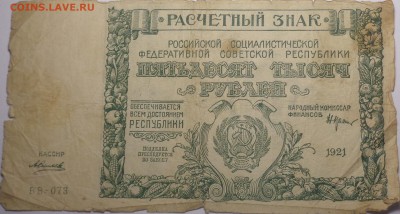 COINS.LAVE.RU
РАСЧЕТНЫЙ ЗНАК
РОССИЙСКОЙ СОЦИАЛИСТИЧЕСКОЙ
ФЕДЕРАТИВНОЙ СОВЕТСКОЙ РЕСПУБЛИКИ
ПЯТЬДЕСЯТ ТЫСЯЧ
РУБЛЕЙ
ОБЕСПЕЧИВАЕТСЯ
ВСЕМ ДОСТОЯНИЕМ
РЕСПУБЛИКИ
НАРОДНЫЙ КОМИССАР
ФИНАНСОВ
ПОДДЕЛКА
ПРЕСЛЕДУЕТСЯ
ПО ЗАКОНУ
1921
КАССИР
-073